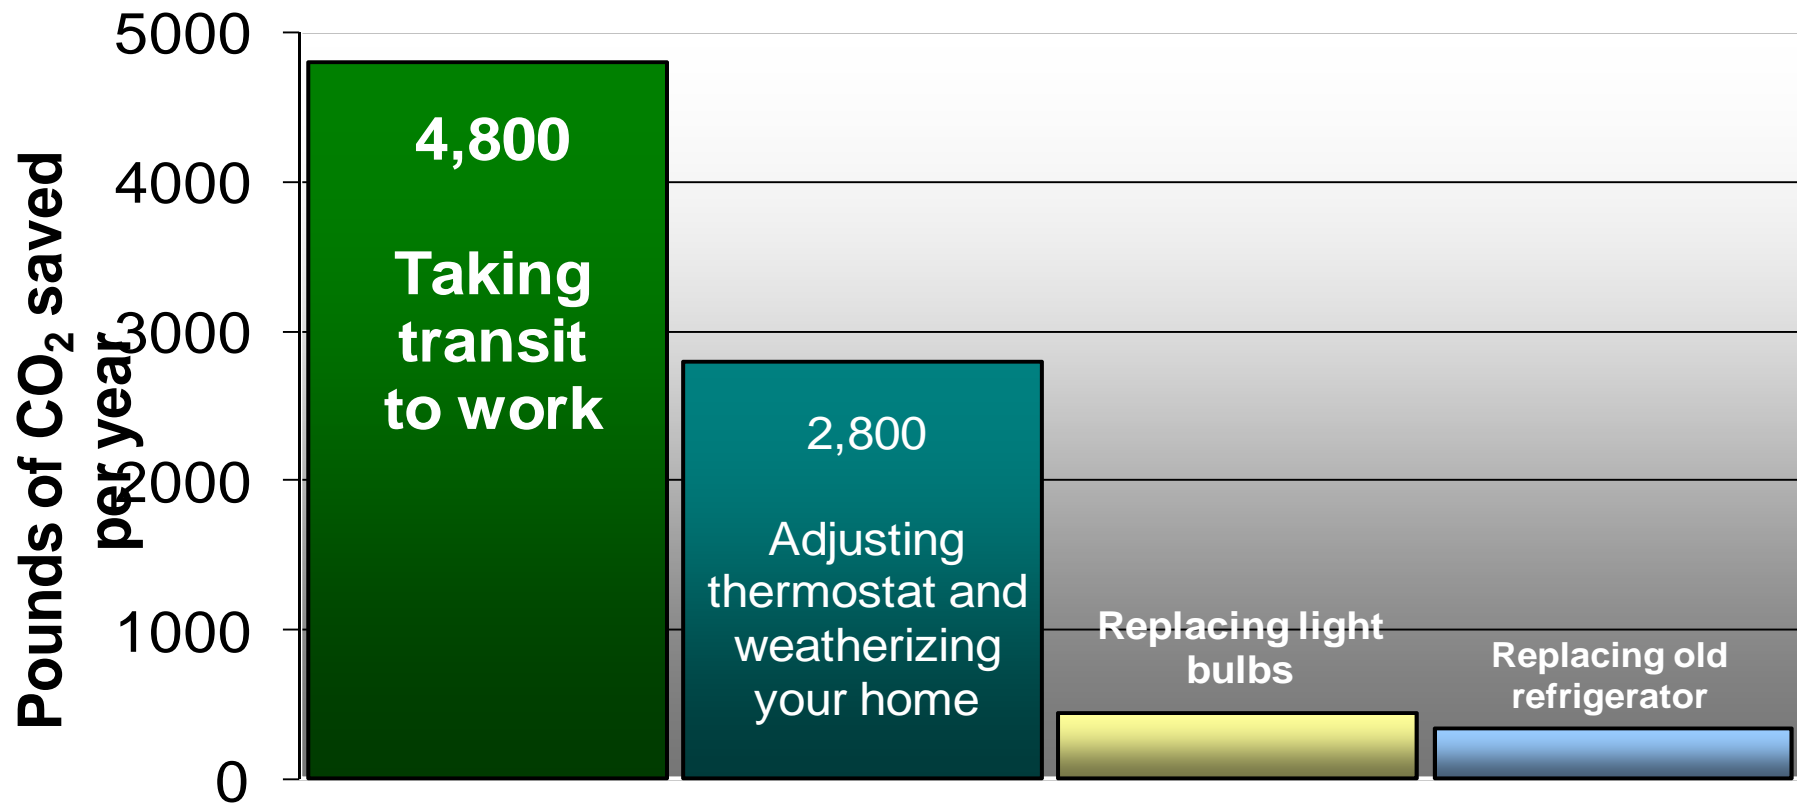 Pounds of CO₂ saved
per year
5000
4000
3000
2000
1000
0
4,800
Taking
transit
to work
2,800
Adjusting
thermostat and
weatherizing
your home
Replacing light
bulbs
Replacing old
refrigerator